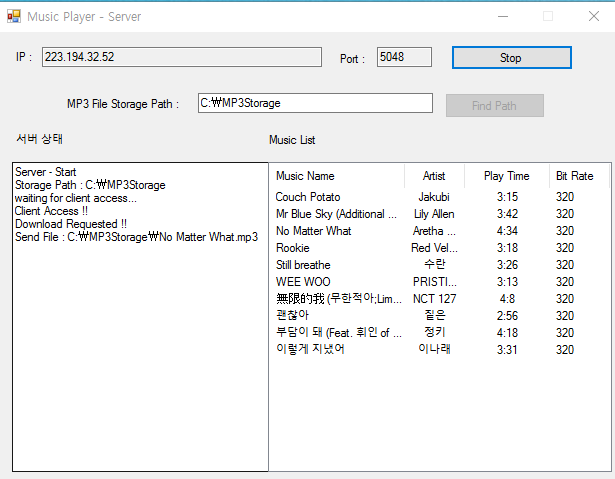 Music Player - Server
IP : 223.194.32.52 Port : 5048 Stop
MP3 File Storage Path : C:₩MP3Storage Find Path
서버 상태 Music List
Server - Start
Storage Path : C:₩MP3Storage
waiting for client access...
Client Access !!
Download Requested !!
Send File : C:₩MP3Storage₩No Matter What.mp3
Music Name Artist Play Time Bit Rate
Couch Potato Jakubi 3:15 320
Mr Blue Sky (Additional ... Lily Allen 3:42 320
No Matter What Aretha ... 4:34 320
Rookie Red Vel... 3:18 320
Still breathe 수란 3:26 320
WEE WOO PRISTI... 3:13 320
無限的我 (무한적아;Lim... NCT 127 4:8 320
괜찮아 짙은 2:56 320
부담이 돼 (Feat. 휘인 of ... 정키 4:18 320
이렇게 지냈어 이나래 3:31 320